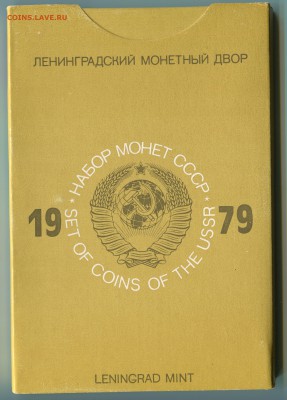 COINS.LAVE.RU
ЛЕНИНГРАДСКИЙ МОНЕТНЫЙ ДВОР
НАБОР МОНЕТ СССР
19 79
SET OF COINS OF THE USSR
LENINGRAD MINT